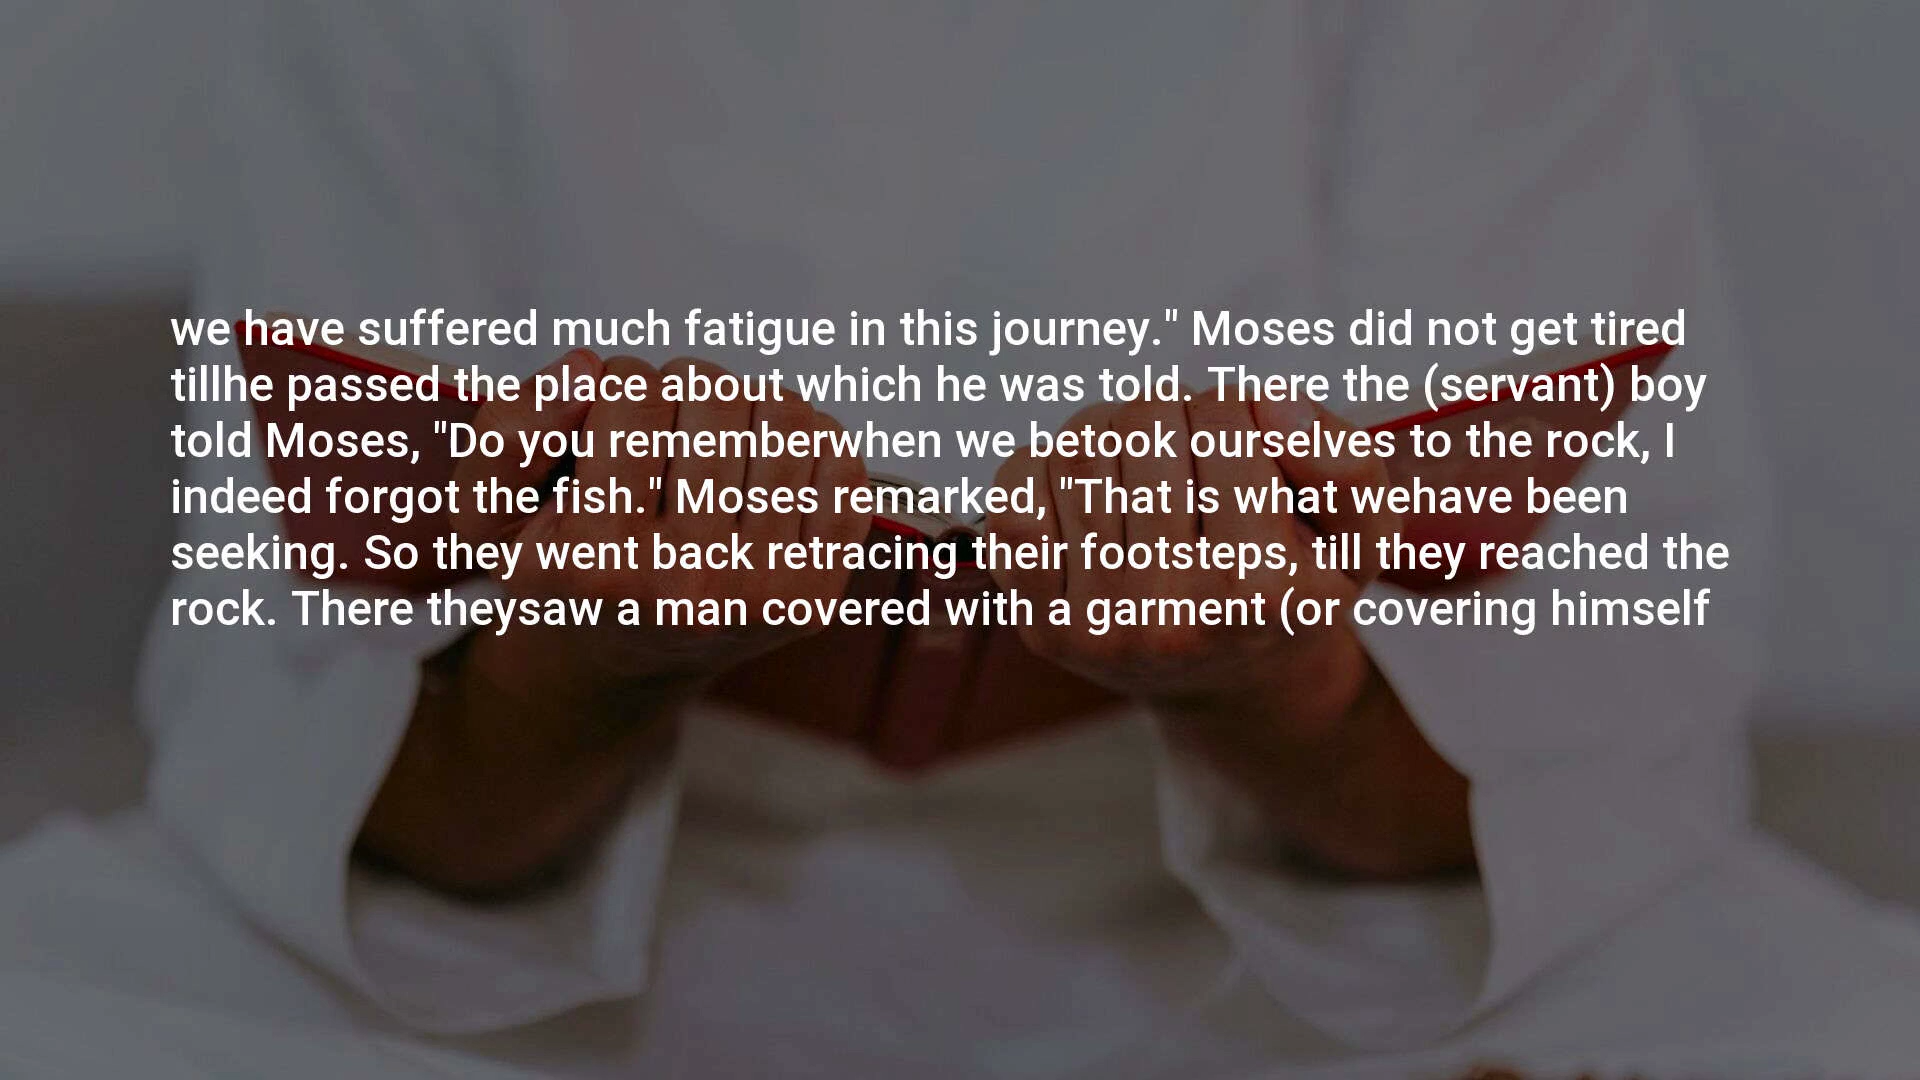 we have suffered much fatigue in this journey." Moses did not get tired
tillhe passed the place about which he was told. There the (servant) boy
told Moses, "Do you rememberwhen we betook ourselves to the rock, I
indeed forgot the fish." Moses remarked, "That is what wehave been
seeking. So they went back retracing their footsteps, till they reached the
rock. There theysaw a man covered with a garment (or covering himself